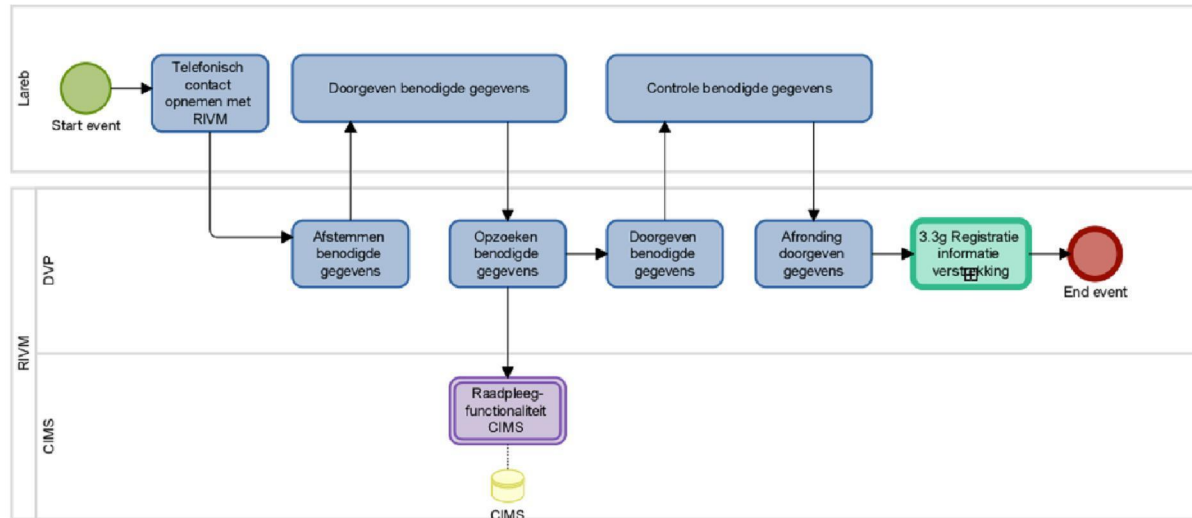 Lareb
Start event
Telefonisch
contact
opnemen met
RIVM
Doorgeven benodigde gegevens
Controle benodigde gegevens
RIVM
DVP
Afstemmen
benodigde
gegevens
Opzoeken
benodigde
gegevens
Doorgeven
benodigde
gegevens
Afronding
doorgeven
gegevens
3.3g Registratie
informatie
verstrekking
End event
CIMS
Raadpleeg-
functionaliteit
CIMS
CIMS